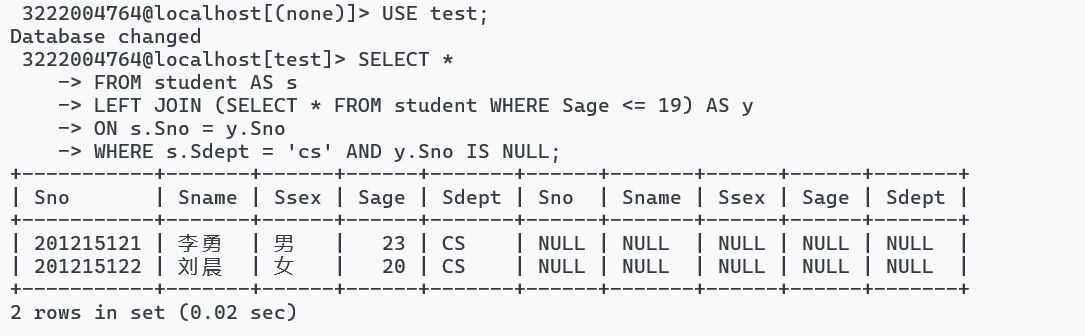 3222004764@localhost[(none)]> USE test;
Database changed
 3222004764@localhost[test]> SELECT *
    -> FROM student AS s
    -> LEFT JOIN (SELECT * FROM student WHERE Sage <= 19) AS y
    -> ON s.Sno = y.Sno
    -> WHERE s.Sdept = 'cs' AND y.Sno IS NULL;
+-----------+-------+------+------+-------+------+-------+------+------+-------+
| Sno       | Sname | Ssex | Sage | Sdept | Sno  | Sname | Ssex | Sage | Sdept |
+-----------+-------+------+------+-------+------+-------+------+------+-------+
| 201215121 | 李勇  | 男   |   23 | CS    | NULL | NULL  | NULL | NULL | NULL  |
| 201215122 | 刘晨  | 女   |   20 | CS    | NULL | NULL  | NULL | NULL | NULL  |
+-----------+-------+------+------+-------+------+-------+------+------+-------+
2 rows in set (0.02 sec)